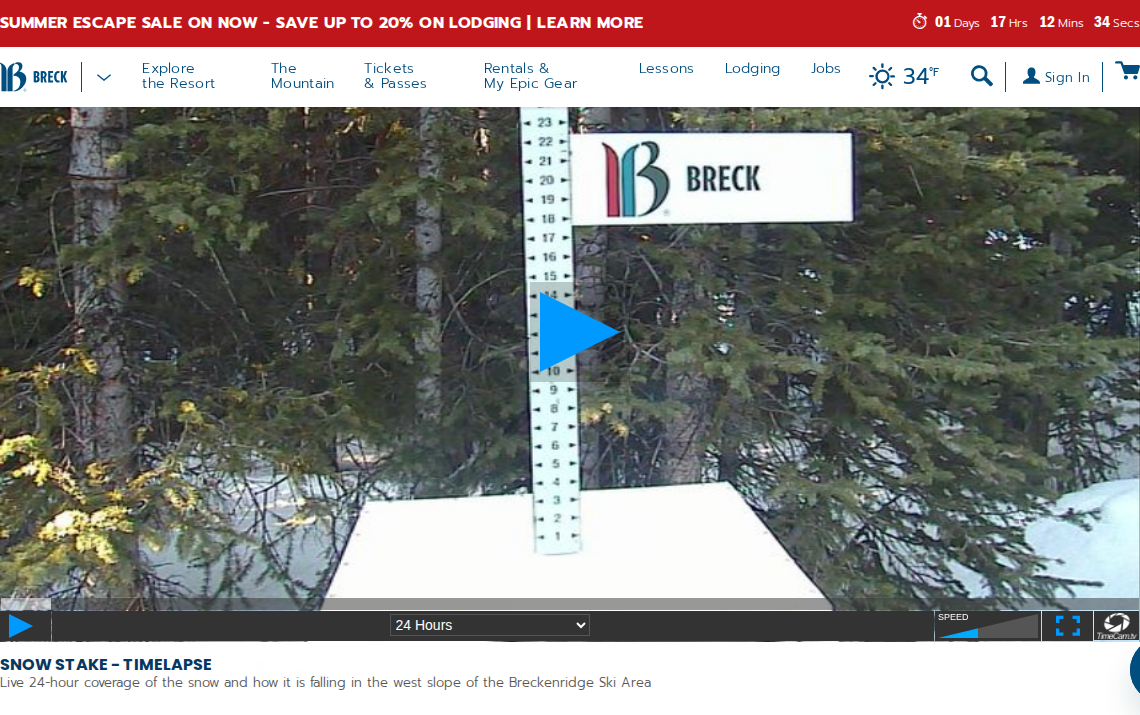 SUMMER ESCAPE SALE ON NOW - SAVE UP TO 20% ON LODGING | LEARN MORE
01 Days 17 Hrs 12 Mins 34 Secs
BRECK
Explore
the Resort
The
Mountain
Tickets
& Passes
Rentals &
My Epic Gear
Lessons
Lodging
Jobs
34°F
Sign In
23
22
21
20
19
18
17
16
15
14
10
9
8
7
6
5
4
3
2
1
BRECK
24 Hours
SPEED
TimeCam.tv
SNOW STAKE - TIMELAPSE
Live 24-hour coverage of the snow and how it is falling in the west slope of the Breckenridge Ski Area